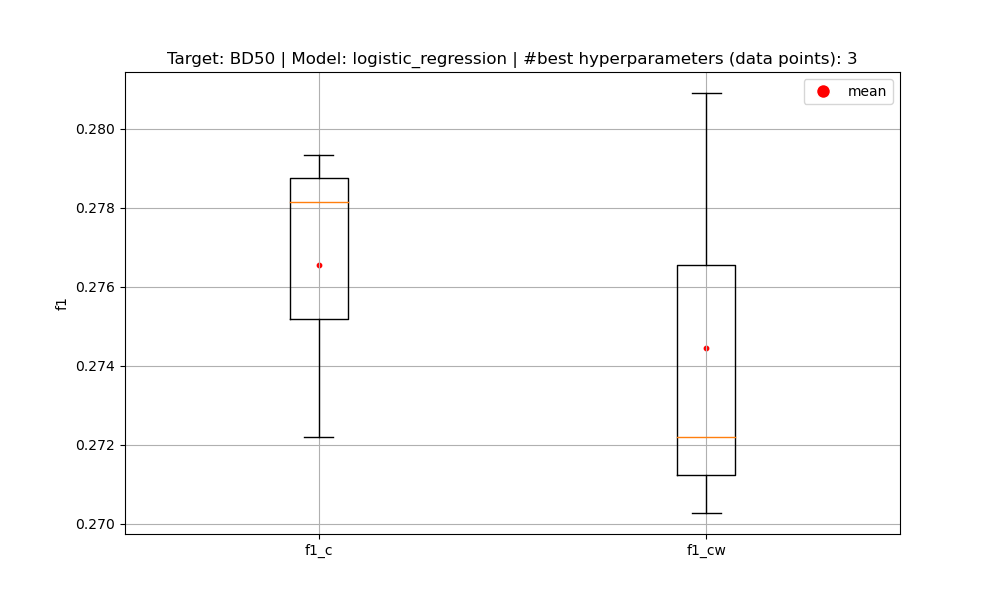 Target: BD50 | Model: logistic_regression | #best hyperparameters (data points): 3
mean
0.280
0.278
0.276
0.274
0.272
0.270
f1
f1_c
f1_cw